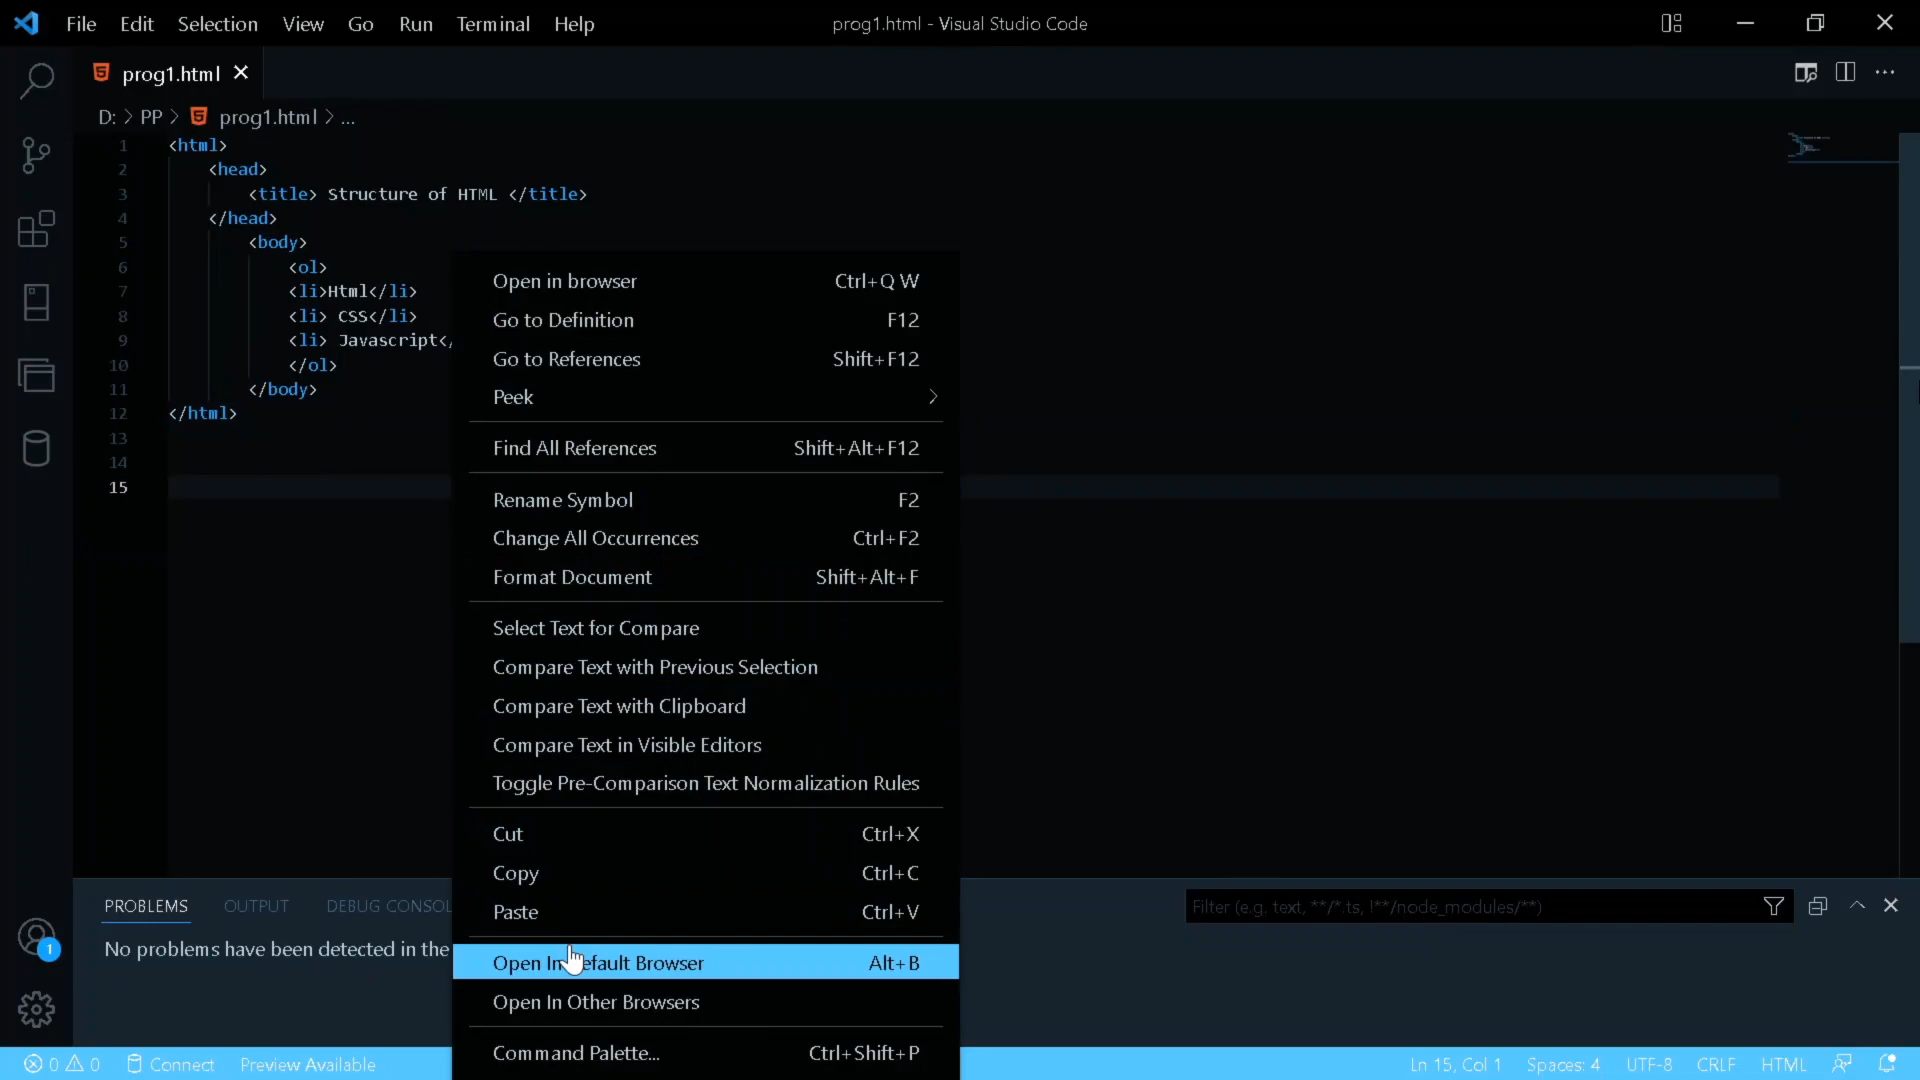 File Edit Selection View Go Run Terminal Help prog1.html - Visual Studio Code
prog1.html
D: > PP > prog1.html > ...
1 <html>
2 <head>
3 <title> Structure of HTML </title>
4 </head>
5 <body>
6 <ol>
7 <li>Html</li>
8 <li> CSS</li>
9 <li> Javascript</
10 </ol>
11 </body>
12 </html>
13
14
15
Open in browser Ctrl+Q W
Go to Definition F12
Go to References Shift+F12
Peek
Find All References Shift+Alt+F12
Rename Symbol F2
Change All Occurrences Ctrl+F2
Format Document Shift+Alt+F
Select Text for Compare
Compare Text with Previous Selection
Compare Text with Clipboard
Compare Text in Visible Editors
Toggle Pre-Comparison Text Normalization Rules
Cut Ctrl+X
Copy Ctrl+C
Paste Ctrl+V
Open In Default Browser Alt+B
Open In Other Browsers
Command Palette... Ctrl+Shift+P
PROBLEMS OUTPUT DEBUG CONSOL
Filter (e.g. text, **/*.ts, !**/node_modules/**)
No problems have been detected in the
1
0 0 Connect Preview Available Ln 15, Col 1 Spaces: 4 UTF-8 CRLF HTML